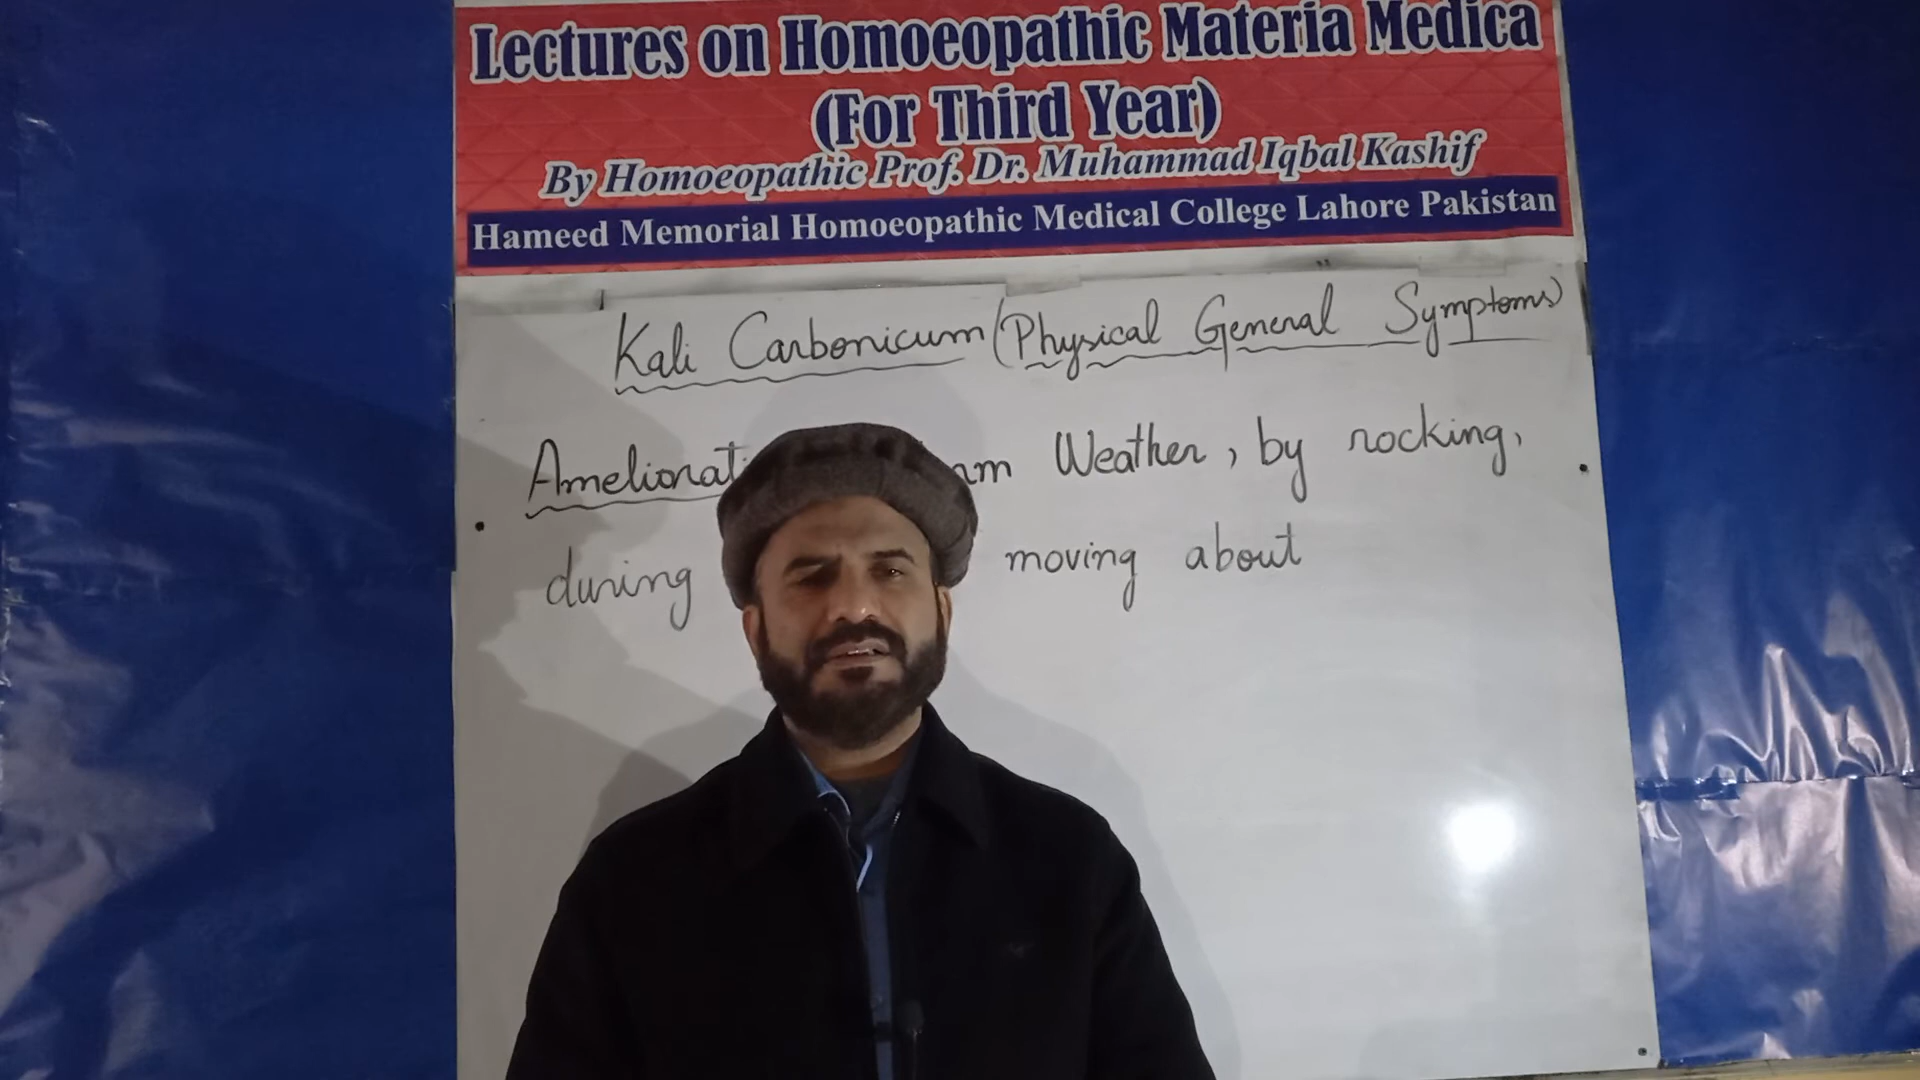 Lectures on Homoeopathic Materia Medica
(For Third Year)
By Homoeopathic Prof. Dr. Muhammad Iqbal Kashif
Hameed Memorial Homoeopathic Medical College Lahore Pakistan
Kali Carbonicum (Physical General Symptoms)
Weather, by rocking,
during moving about